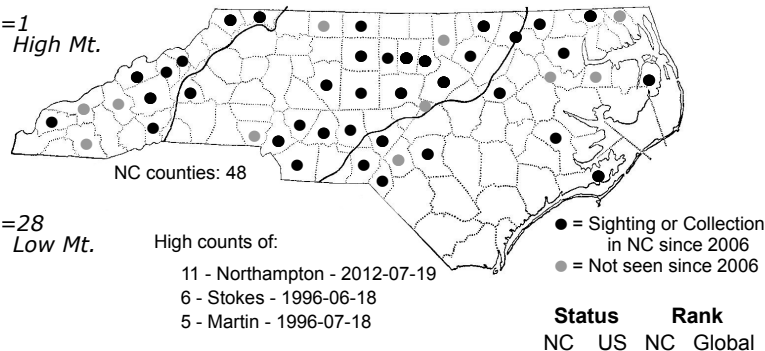 =1
High Mt.
NC counties: 48
=28
Low Mt.
High counts of:
11 - Northampton - 2012-07-19
6 - Stokes - 1996-06-18
5 - Martin - 1996-07-18
= Sighting or Collection
in NC since 2006
= Not seen since 2006
Status Rank
NC US NC Global